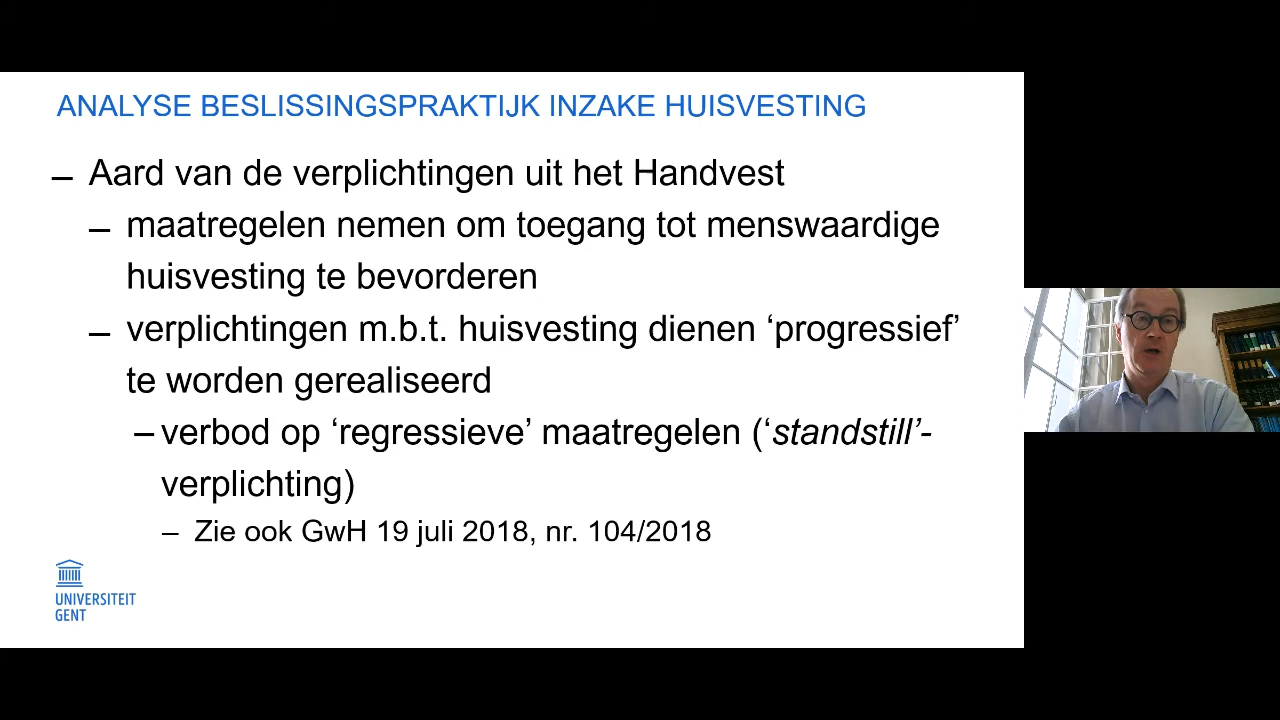 ANALYSE BESLISSINGSPRAKTIJK INZAKE HUISVESTING
– Aard van de verplichtingen uit het Handvest
– maatregelen nemen om toegang tot menswaardige
huisvesting te bevorderen
– verplichtingen m.b.t. huisvesting dienen ‘progressief’
te worden gerealiseerd
– verbod op ‘regressieve’ maatregelen (‘standstill’-
verplichting)
– Zie ook GwH 19 juli 2018, nr. 104/2018
UNIVERSITEIT
GENT